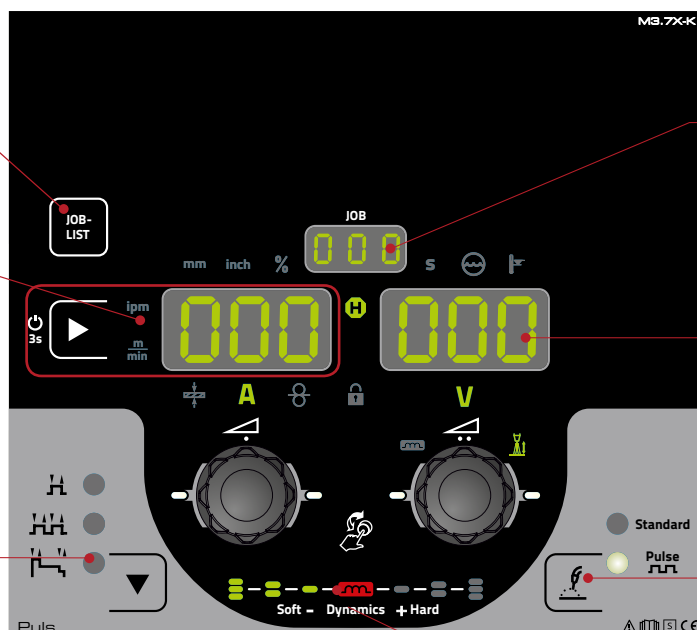 M3.7X-K
JOB-
LIST
JOB
000
mm inch % S
ipm
000
H
000
3s
m
min
A
V
Standard
Pulse
Soft - Dynamics + Hard
Puls
S CE